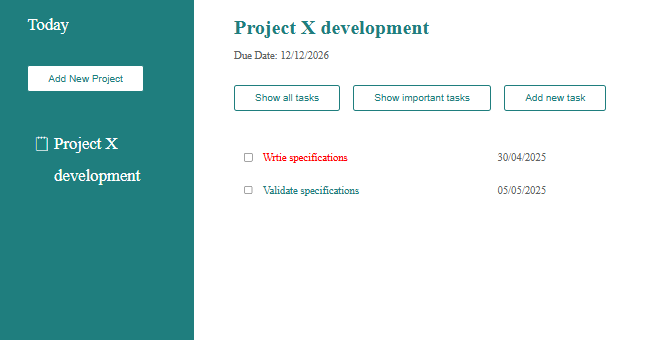 Today
Add New Project
Project X
development
Project X development
Due Date: 12/12/2026
Show all tasks
Show important tasks
Add new task
Wrtie specifications 30/04/2025
Validate specifications 05/05/2025